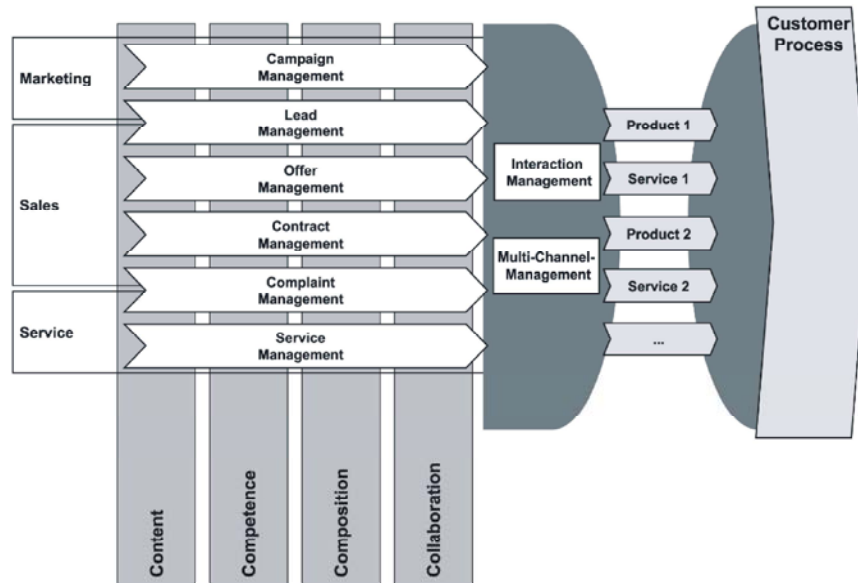 Customer
Process
Marketing
Sales
Service
Campaign
Management
Lead
Management
Offer
Management
Contract
Management
Complaint
Management
Service
Management
Interaction
Management
Multi-Channel-
Management
Product 1
Service 1
Product 2
Service 2
...
Content
Competence
Composition
Collaboration